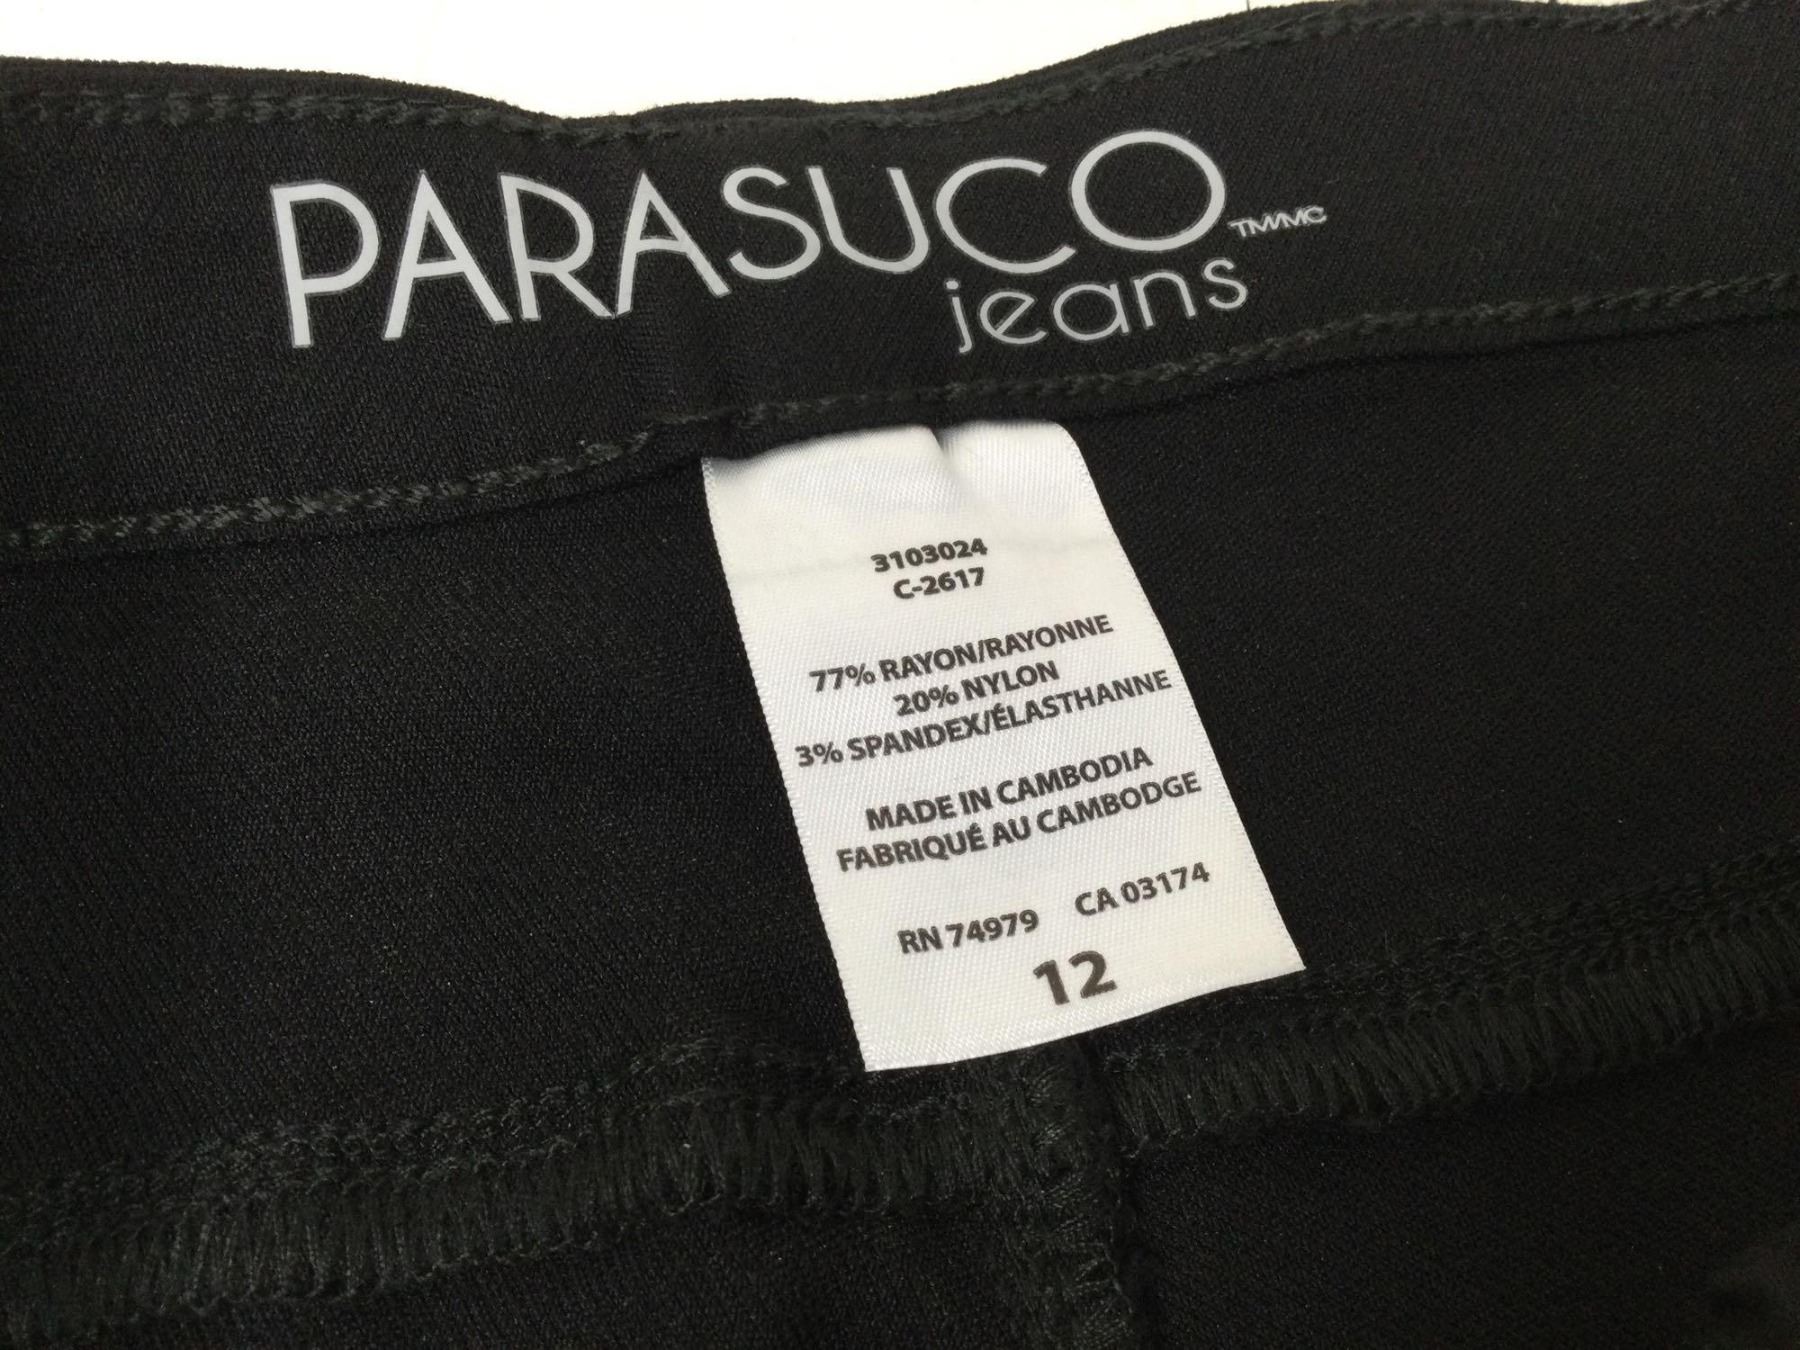 PARASUCO TM/MC
jeans
3103024
C-2617
77% RAYON/RAYONNE
20% NYLON
3% SPANDEX/ÉLASTHANNE
MADE IN CAMBODIA
FABRIQUÉ AU CAMBODGE
RN 74979 CA 03174
12